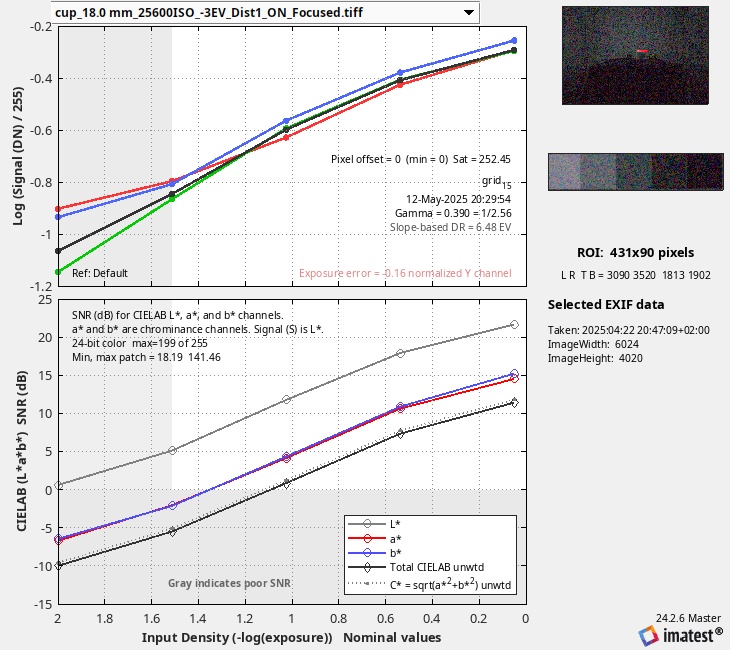 cup_18.0 mm_25600ISO_-3EV_Dist1_ON_Focused.tiff
-0.2
-0.4
-0.6
-0.8
-1
-1.2
Log (Signal (DN) / 255)
Pixel offset = 0 (min = 0) Sat = 252.45
grid15
12-May-2025 20:29:54
Gamma = 0.390 = 1/2.56
Slope-based DR = 6.48 EV
Ref: Default
Exposure error = -0.16 normalized Y channel
25
20
15
10
5
0
-5
-10
-15
CIELAB (L*a*b*) SNR (dB)
SNR (dB) for CIELAB L*, a*, and b* channels.
a* and b* are chrominance channels. Signal (S) is L*.
24-bit color max=199 of 255
Min, max patch = 18.19 141.46
L*
a*
b*
Total CIELAB unwtd
C* = sqrt(a*2+b*2) unwtd
Gray indicates poor SNR
2 1.8 1.6 1.4 1.2 1 0.8 0.6 0.4 0.2 0
Input Density (-log(exposure)) Nominal values
ROI: 431x90 pixels
L R T B = 3090 3520 1813 1902
Selected EXIF data
Taken: 2025:04:22 20:47:09+02:00
ImageWidth: 6024
ImageHeight: 4020
24.2.6 Master
imatest®